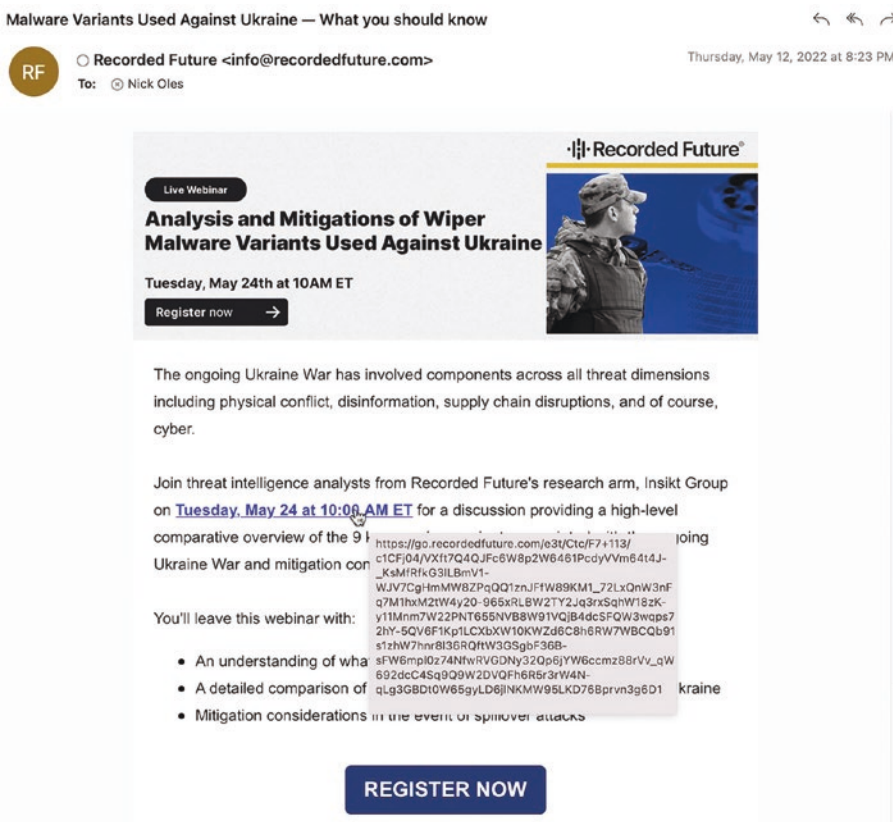 Malware Variants Used Against Ukraine — What you should know
RF
Recorded Future <info@recordedfuture.com>
Thursday, May 12, 2022 at 8:23 PM
To: Nick Oles
Recorded Future®
Live Webinar
Analysis and Mitigations of Wiper
Malware Variants Used Against Ukraine
Tuesday, May 24th at 10AM ET
Register now →
The ongoing Ukraine War has involved components across all threat dimensions
including physical conflict, disinformation, supply chain disruptions, and of course,
cyber.
Join threat intelligence analysts from Recorded Future's research arm, Insikt Group
on Tuesday, May 24 at 10:00 AM ET for a discussion providing a high-level
comparative overview of the 9 going
Ukraine War and mitigation con
https://go.recordedfuture.com/e3t/Ctc/F7+113/
c1CFj04/VXft7Q4QJFc6W8p2W6461PcdyVVm64t4J-
_KsMfRfkG3lLBmV1-
WJV7CgHmMW8ZPqQQ1znJFfW89KM1_72LxQnW3nF
q7M1hxM2tW4y20-965xRLBW2TY2Jq3rxSqhW18zK-
y11Mnm7W22PNT655NVB8W91VQjB4dcSFQW3wqps7
2hY-5QV6F1Kp1LCXbXW10KWZd6C8h6RW7WBCQb91
s1zhW7hnr8l36RQftW3GSgbF36B-
sFW6mpl0z74NfwRVGDNy32Qp6jYW6ccmz88rVv_qW
692dcC4Sq9Q9W2DVQFh6R5r3rW4N-
qLg3GBDt0W65gyLD6jlNKMW95LKD76Bprvn3g6D1
You'll leave this webinar with:
• An understanding of wha
• A detailed comparison of kraine
• Mitigation considerations in the event of spillover attacks
REGISTER NOW